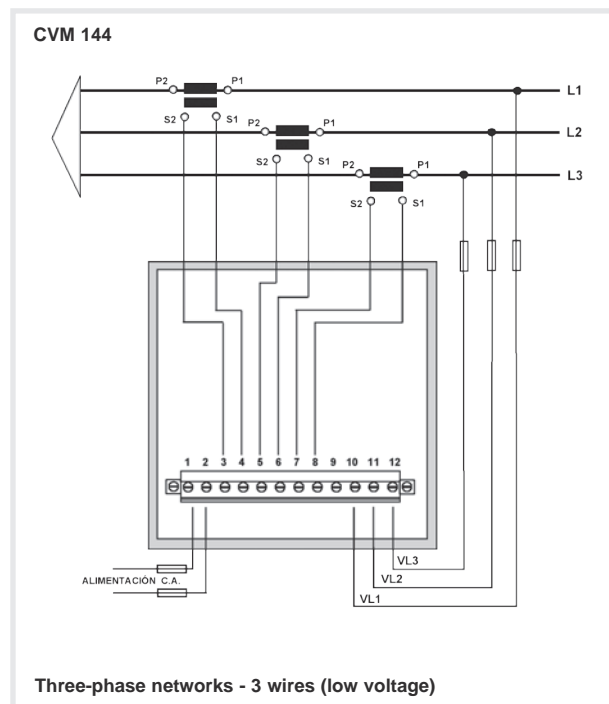 CVM 144
P2 P1 L1
S2 S1 P2 P1 L2
S2 S1 P2 P1 L3
S2 S1
1 2 3 4 5 6 7 8 9 10 11 12
VL3
ALIMENTACIÓN C.A. VL2
VL1
Three-phase networks - 3 wires (low voltage)